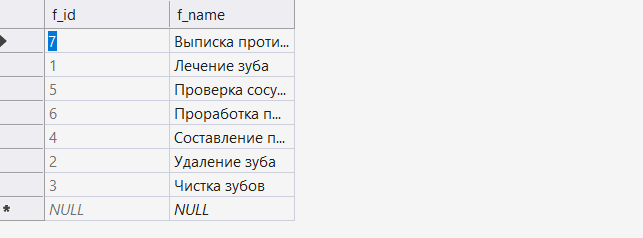 f_id f_name
7 Выписка проти...
1 Лечение зуба
5 Проверка сосу...
6 Проработка п...
4 Составление п...
2 Удаление зуба
3 Чистка зубов
* NULL NULL